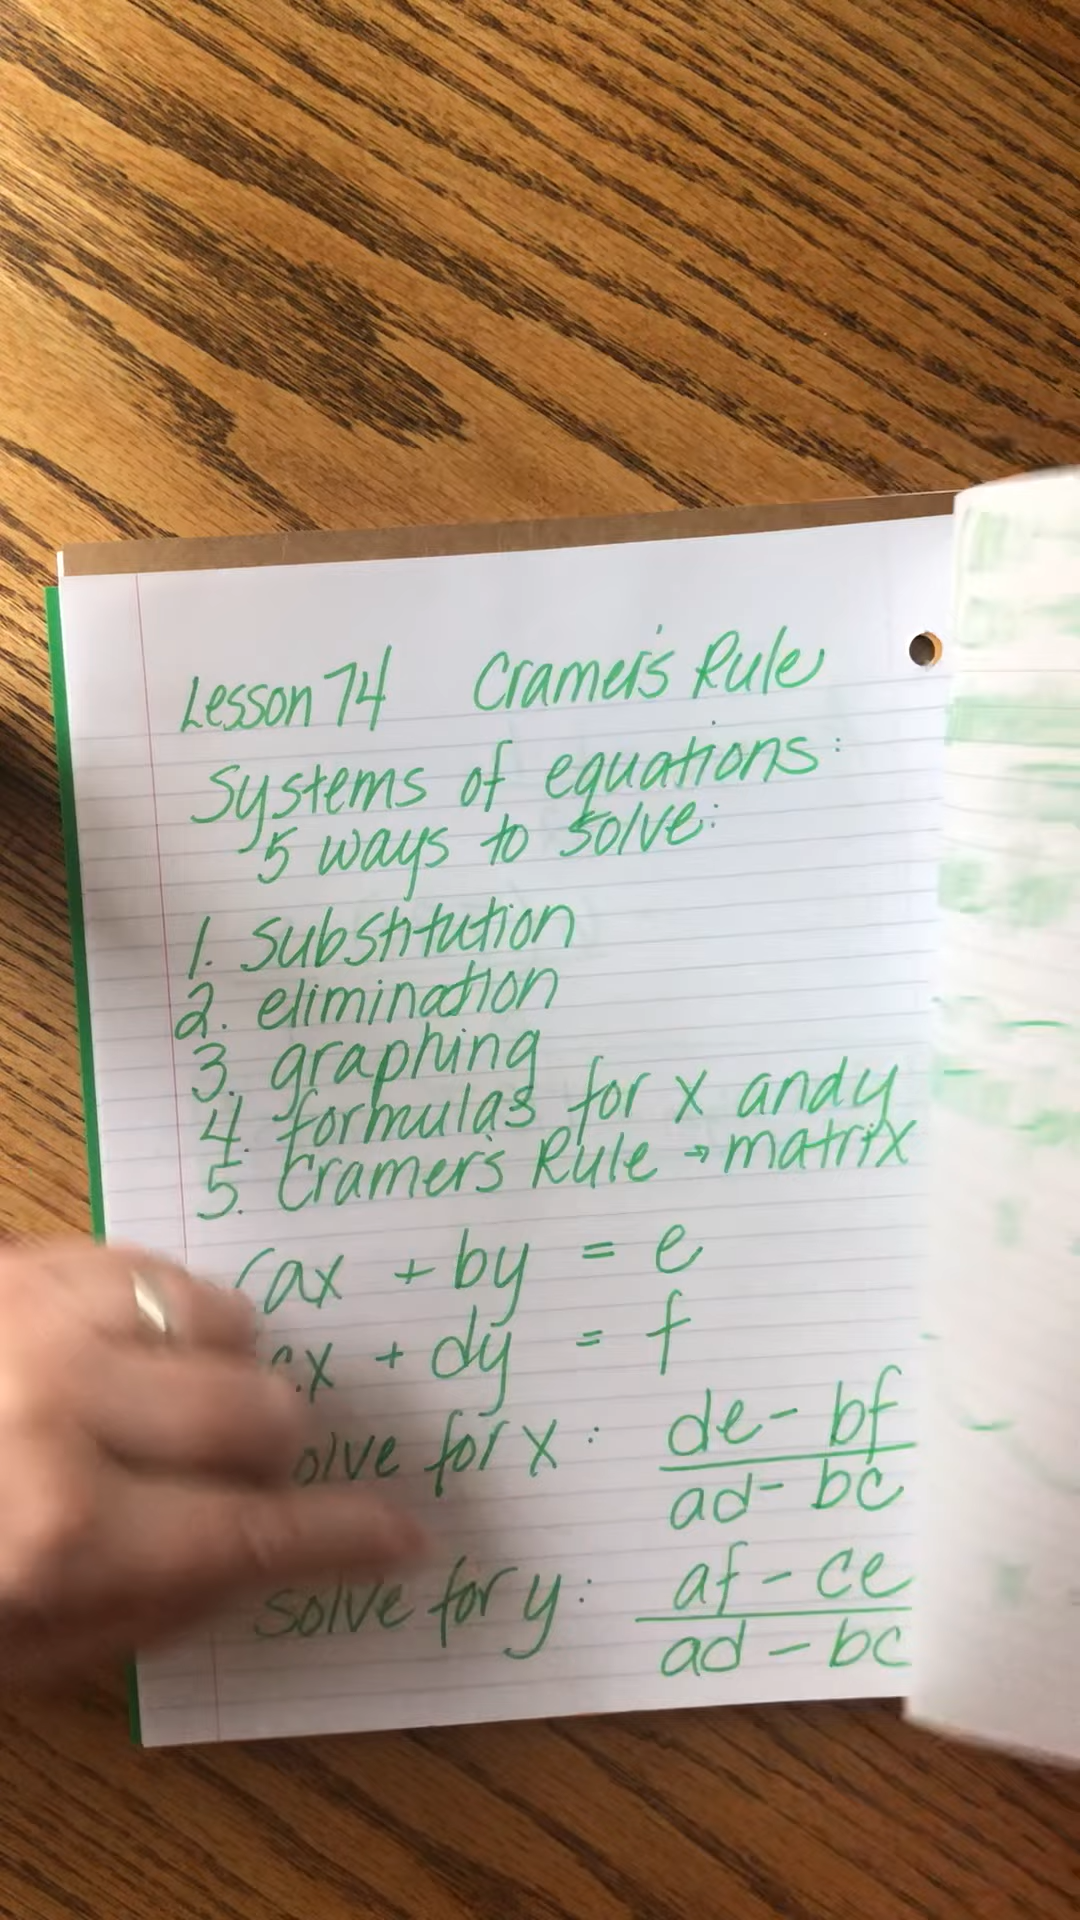 Lesson 74 Cramer's Rule
Systems of equations:
5 ways to solve:
1. substitution
2. elimination
3. graphing
4. formulas for x and y
5. Cramer's Rule → matrix
ax + by = e
cx + dy = f
olve for x: de - bf
ad - bc
solve for y: af - ce
ad - bc